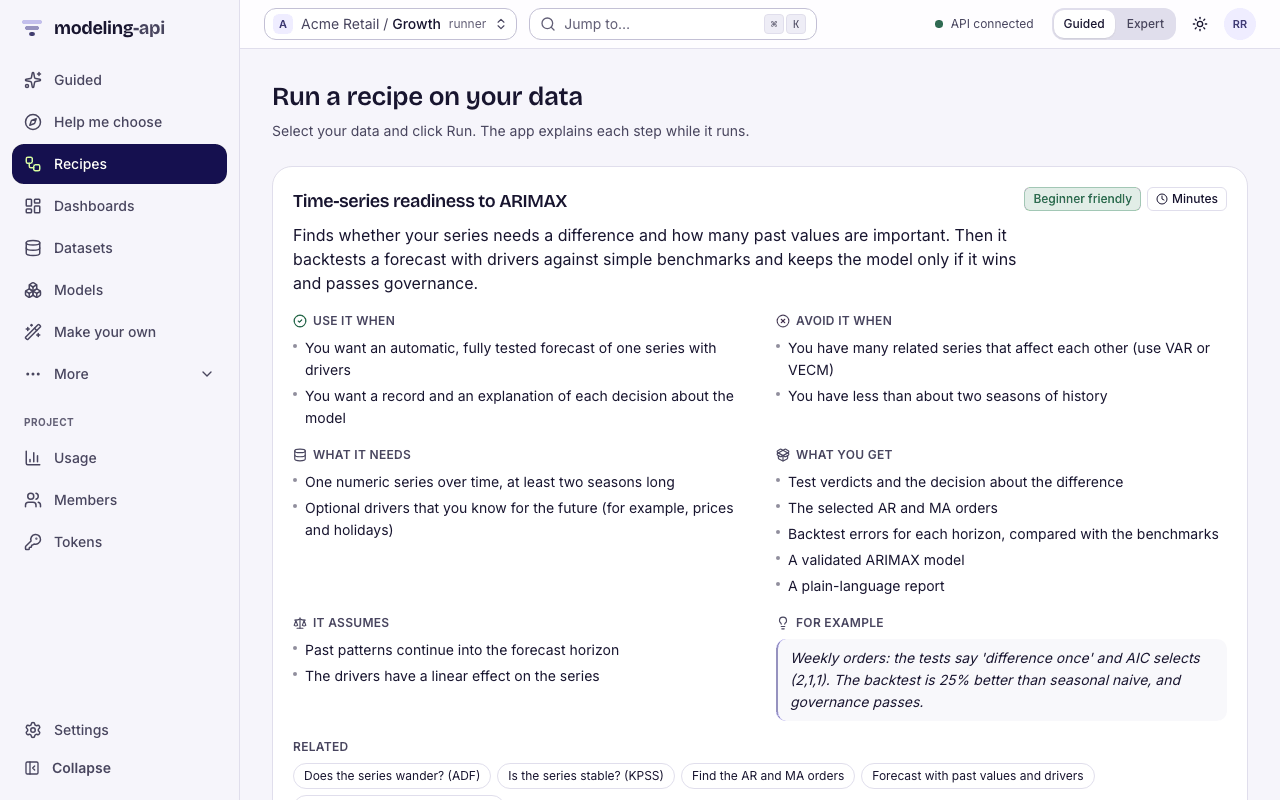 modeling-api
A Acme Retail / Growth runner
Jump to...
⌘ K
API connected
Guided Expert
RR
Guided
Help me choose
Recipes
Dashboards
Datasets
Models
Make your own
More
PROJECT
Usage
Members
Tokens
Settings
Collapse
Run a recipe on your data
Select your data and click Run. The app explains each step while it runs.
Time-series readiness to ARIMAX
Beginner friendly
Minutes
Finds whether your series needs a difference and how many past values are important. Then it
backtests a forecast with drivers against simple benchmarks and keeps the model only if it wins
and passes governance.
USE IT WHEN
You want an automatic, fully tested forecast of one series with
drivers
You want a record and an explanation of each decision about the
model
AVOID IT WHEN
You have many related series that affect each other (use VAR or
VECM)
You have less than about two seasons of history
WHAT IT NEEDS
One numeric series over time, at least two seasons long
Optional drivers that you know for the future (for example, prices
and holidays)
WHAT YOU GET
Test verdicts and the decision about the difference
The selected AR and MA orders
Backtest errors for each horizon, compared with the benchmarks
A validated ARIMAX model
A plain-language report
IT ASSUMES
Past patterns continue into the forecast horizon
The drivers have a linear effect on the series
FOR EXAMPLE
Weekly orders: the tests say 'difference once' and AIC selects
(2,1,1). The backtest is 25% better than seasonal naive, and
governance passes.
RELATED
Does the series wander? (ADF)
Is the series stable? (KPSS)
Find the AR and MA orders
Forecast with past values and drivers